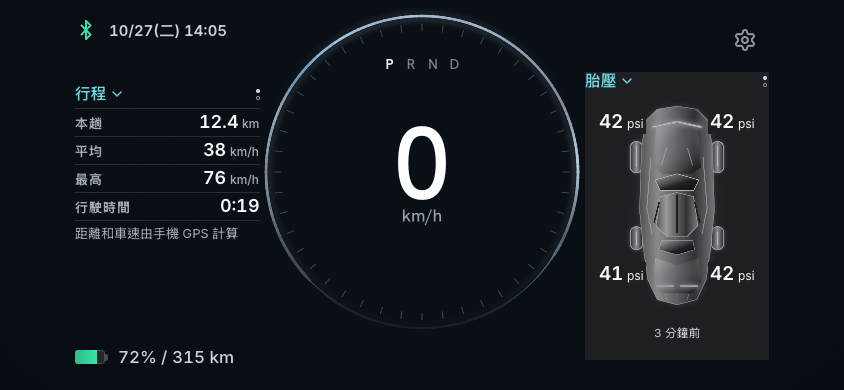 10/27(二) 14:05
行程
本趟 12.4 km
平均 38 km/h
最高 76 km/h
行駛時間 0:19
距離和車速由手機 GPS 計算
72% / 315 km
P R N D
0
km/h
胎壓
42 psi 42 psi
41 psi 42 psi
3 分鐘前